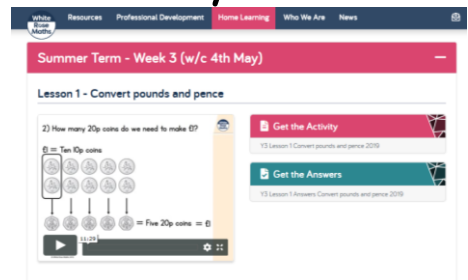 White
Rose
Maths
Resources
Professional Development
Home Learning
Who We Are
News
Summer Term - Week 3 (w/c 4th May)
Lesson 1 - Convert pounds and pence
2) How many 20p coins do we need to make £1?
£1 = Ten 10p coins
= Five 20p coins = £1
11:29
Get the Activity
Y3 Lesson 1 Convert pounds and pence 2019
Get the Answers
Y3 Lesson 1 Answers Convert pounds and pence 2019